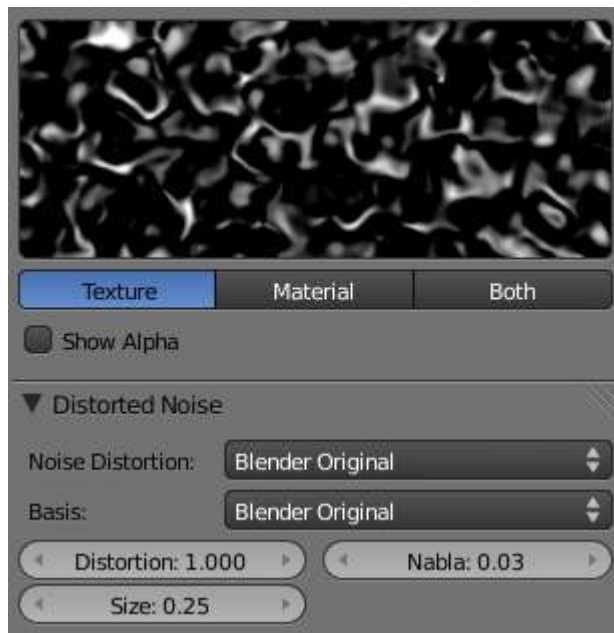 Texture Material Both
Show Alpha
Distorted Noise
Noise Distortion: Blender Original
Basis: Blender Original
Distortion: 1.000 Nabla: 0.03
Size: 0.25